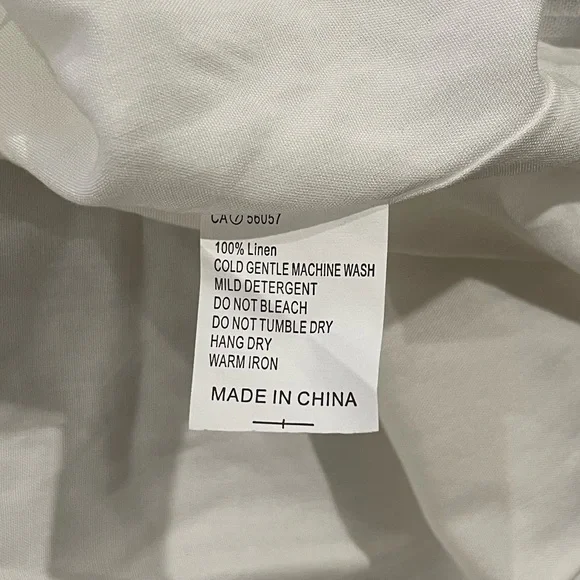 CA 56057
100% Linen
COLD GENTLE MACHINE WASH
MILD DETERGENT
DO NOT BLEACH
DO NOT TUMBLE DRY
HANG DRY
WARM IRON
MADE IN CHINA